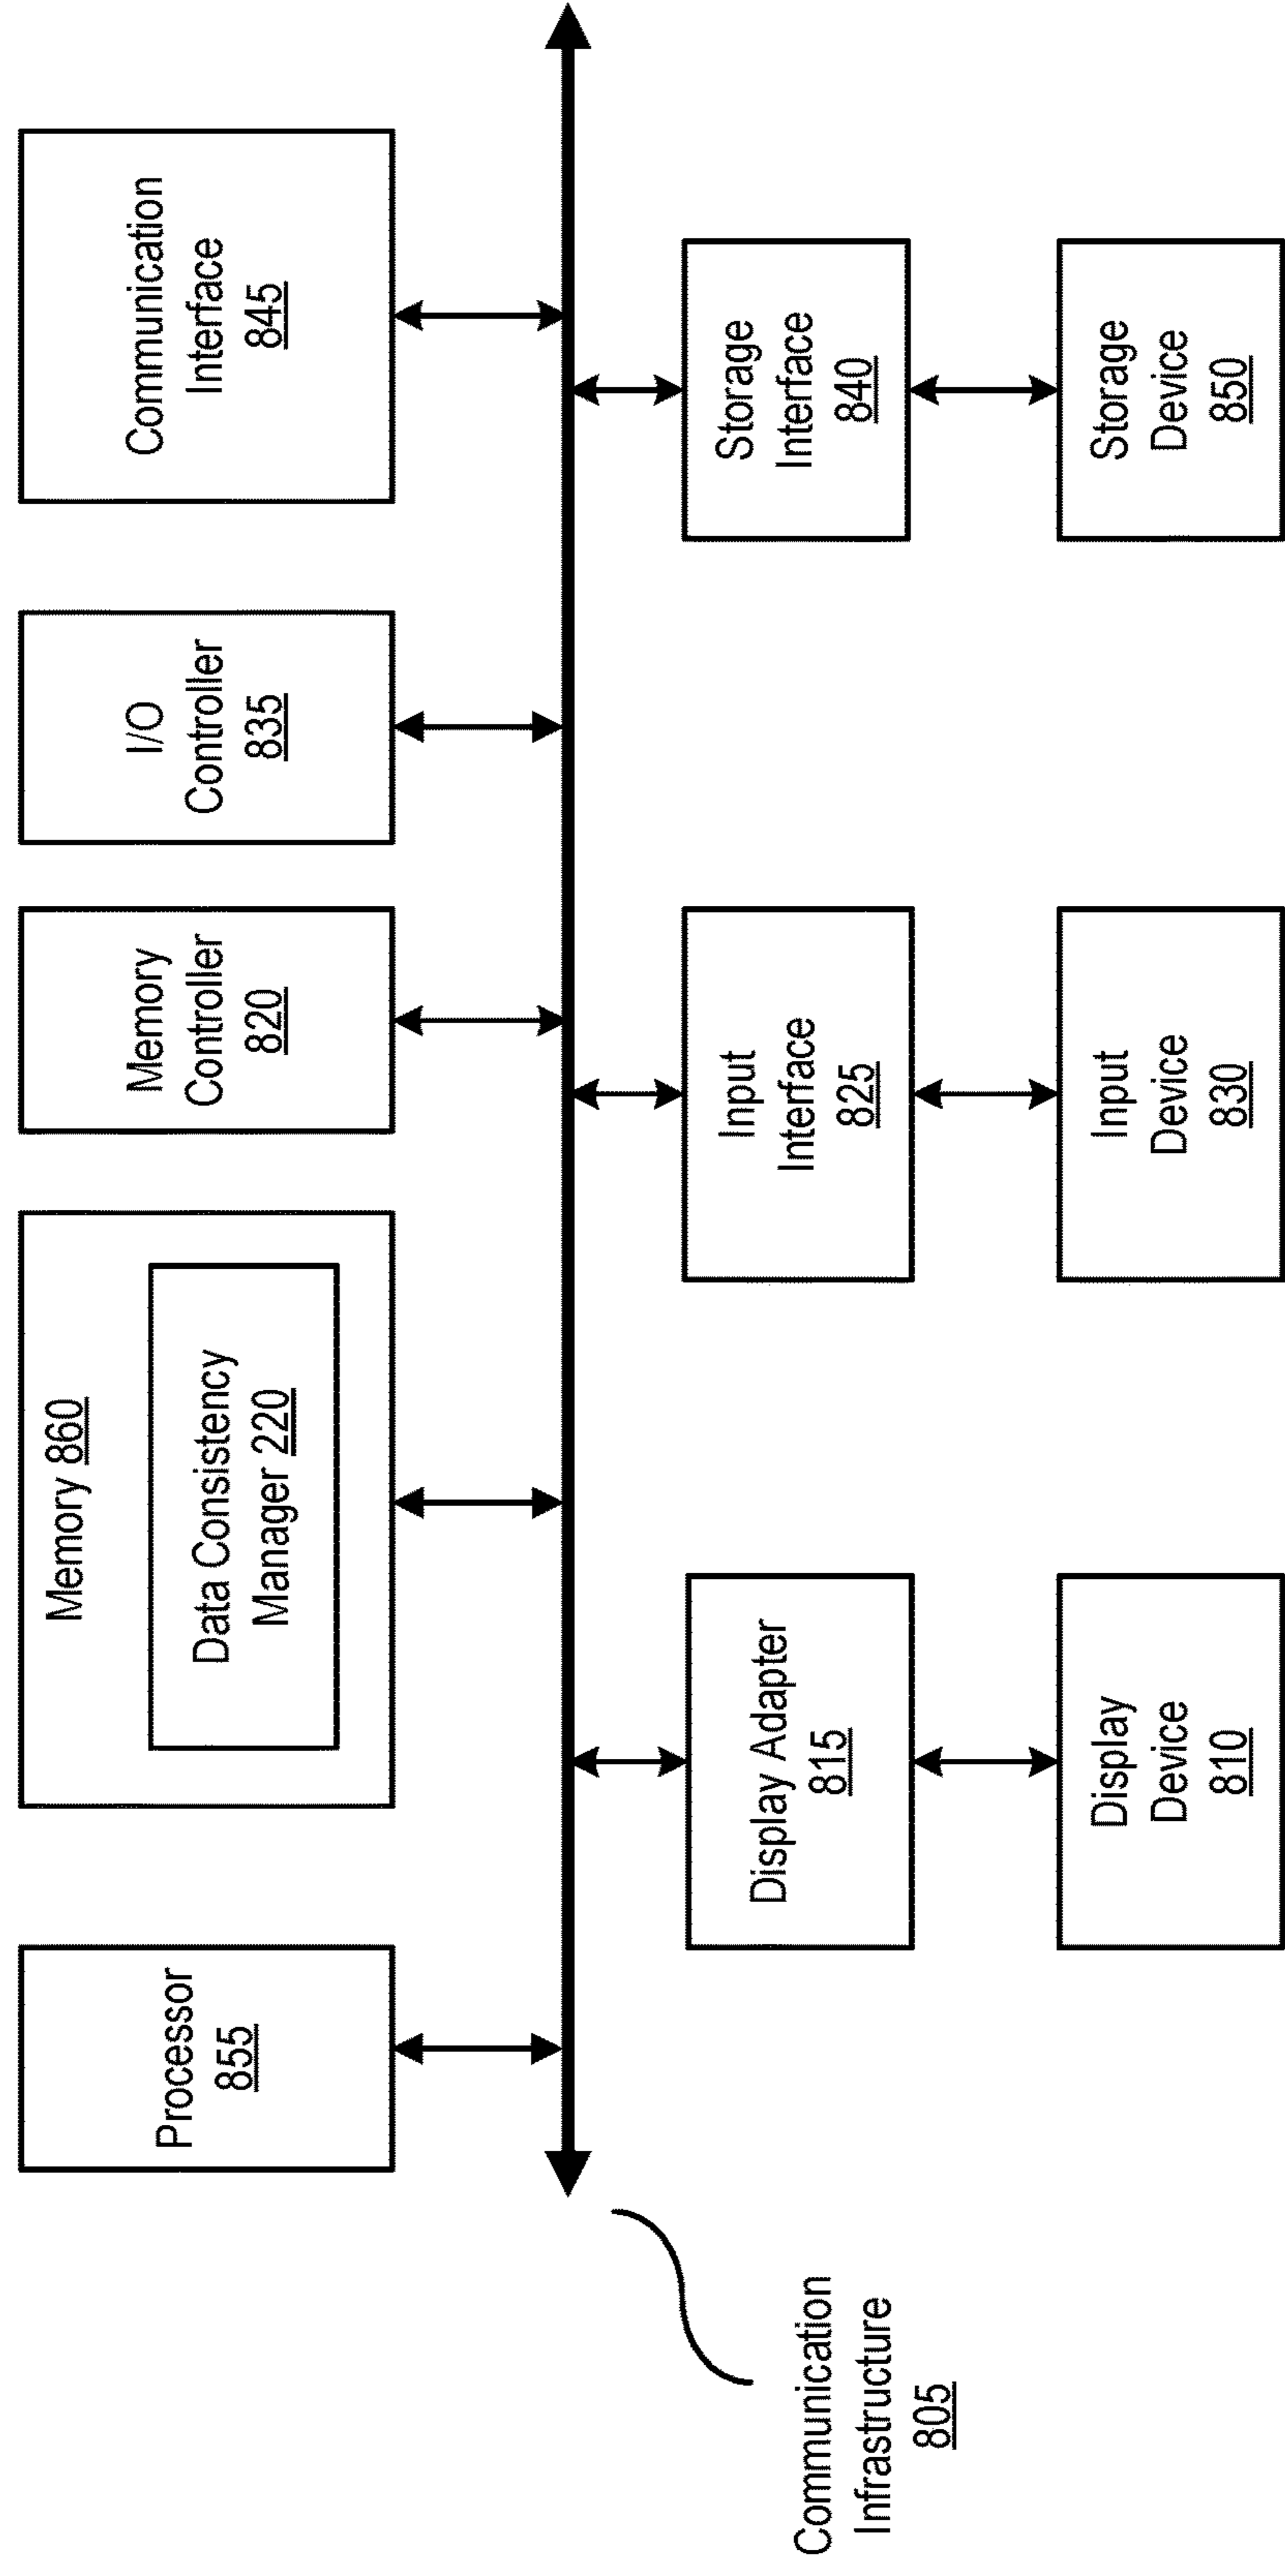 Processor
855
Memory 860
Data Consistency
Manager 220
Memory
Controller
820
I/O
Controller
835
Communication
Interface
845
Communication
Infrastructure
805
Display Adapter
815
Input
Interface
825
Storage
Interface
840
Display
Device
810
Input
Device
830
Storage
Device
850